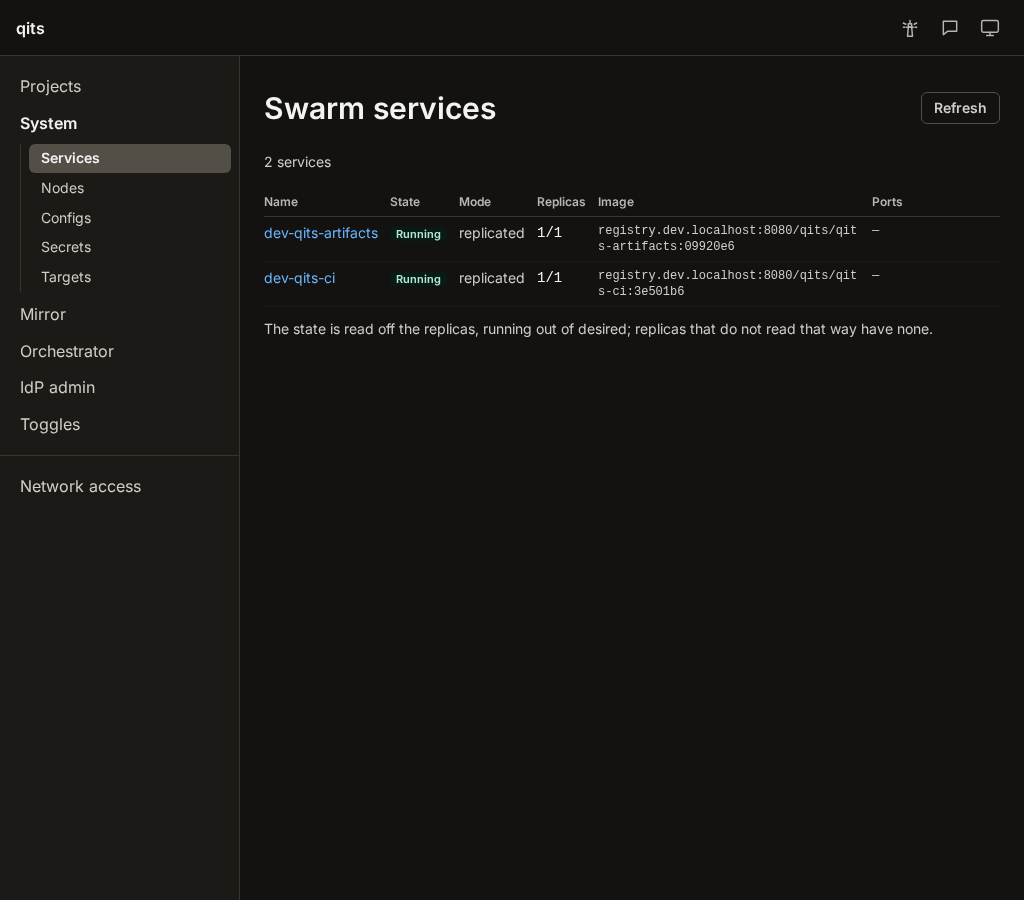 qits
Projects
System
Services
Nodes
Configs
Secrets
Targets
Mirror
Orchestrator
IdP admin
Toggles
Network access
Swarm services
Refresh
2 services
Name State Mode Replicas Image Ports
dev-qits-artifacts Running replicated 1/1 registry.dev.localhost:8080/qits/qit —
s-artifacts:09920e6
dev-qits-ci Running replicated 1/1 registry.dev.localhost:8080/qits/qit —
s-ci:3e501b6
The state is read off the replicas, running out of desired; replicas that do not read that way have none.